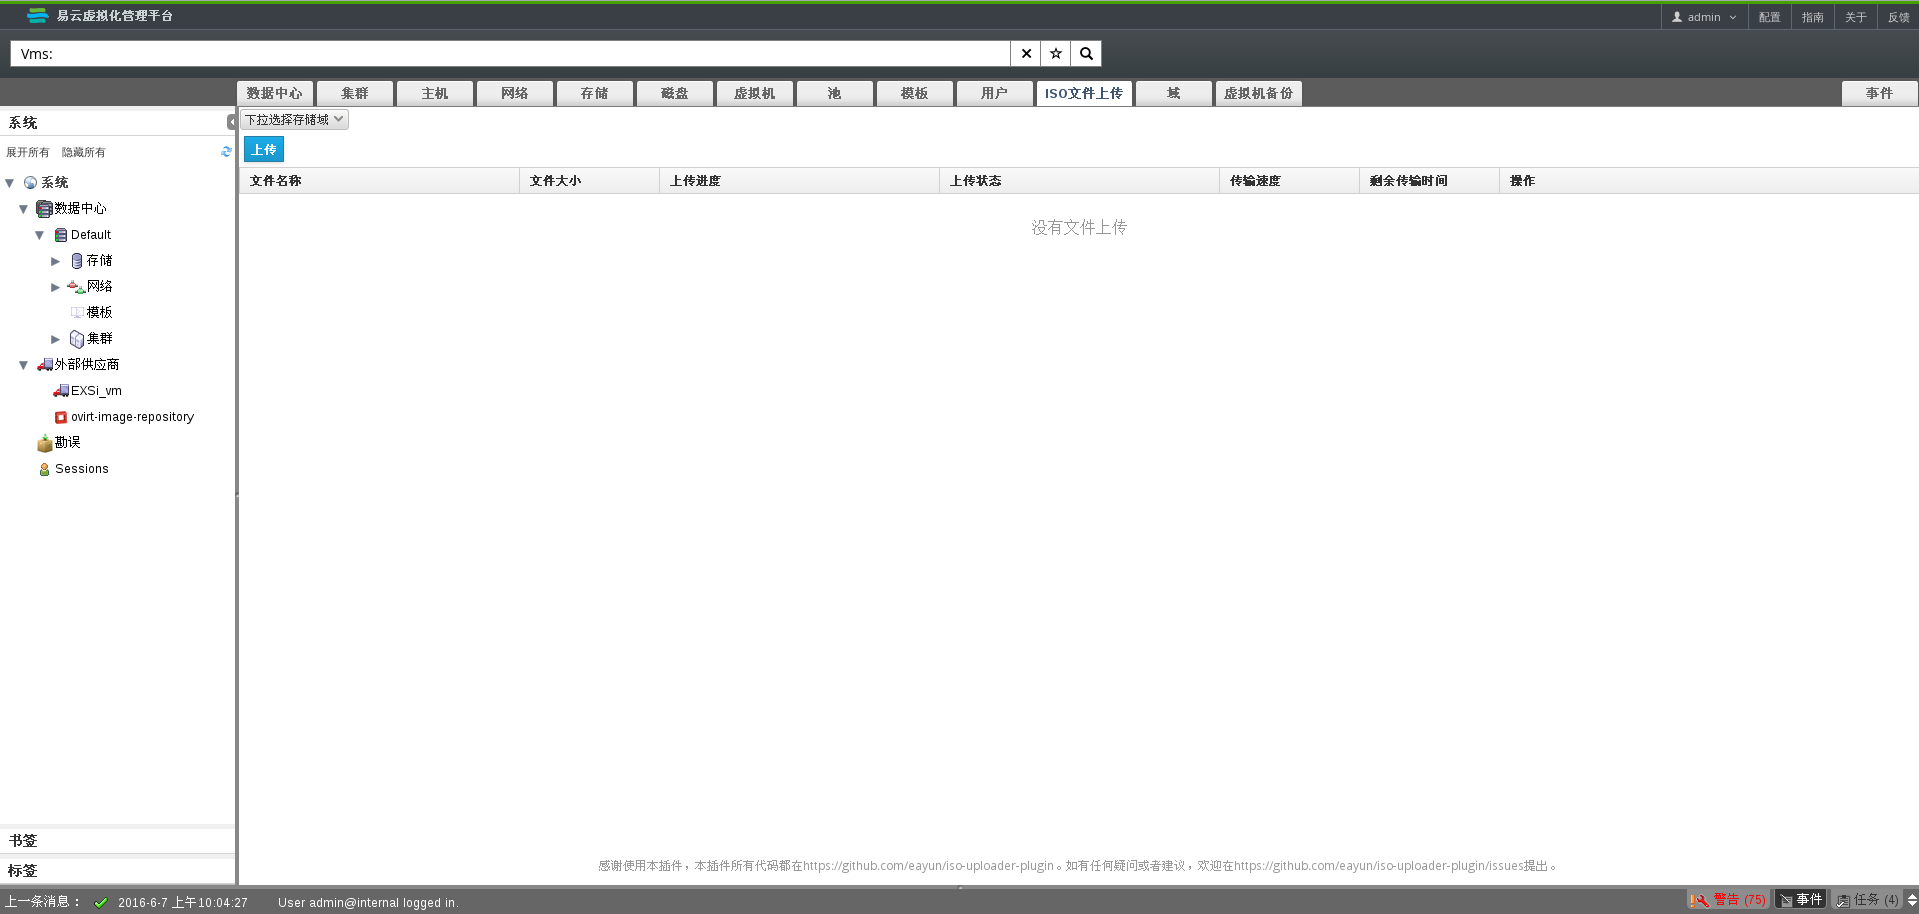 易云虚拟化管理平台
admin 配置 指南 关于 反馈
Vms:
数据中心 集群 主机 网络 存储 磁盘 虚拟机 池 模板 用户 ISO文件上传 域 虚拟机备份 事件
系统
下拉选择存储域
展开所有 隐藏所有
上传
文件名称 文件大小 上传进度 上传状态 传输速度 剩余传输时间 操作
没有文件上传
系统
数据中心
Default
存储
网络
模板
集群
外部供应商
EXSi_vm
ovirt-image-repository
勘误
Sessions
书签
标签
感谢使用本插件，本插件所有代码都在https://github.com/eayun/iso-uploader-plugin。如有任何疑问或者建议，欢迎在https://github.com/eayun/iso-uploader-plugin/issues提出。
上一条消息： 2016-6-7 上午10:04:27 User admin@internal logged in. 警告 (75) 事件 任务 (4)